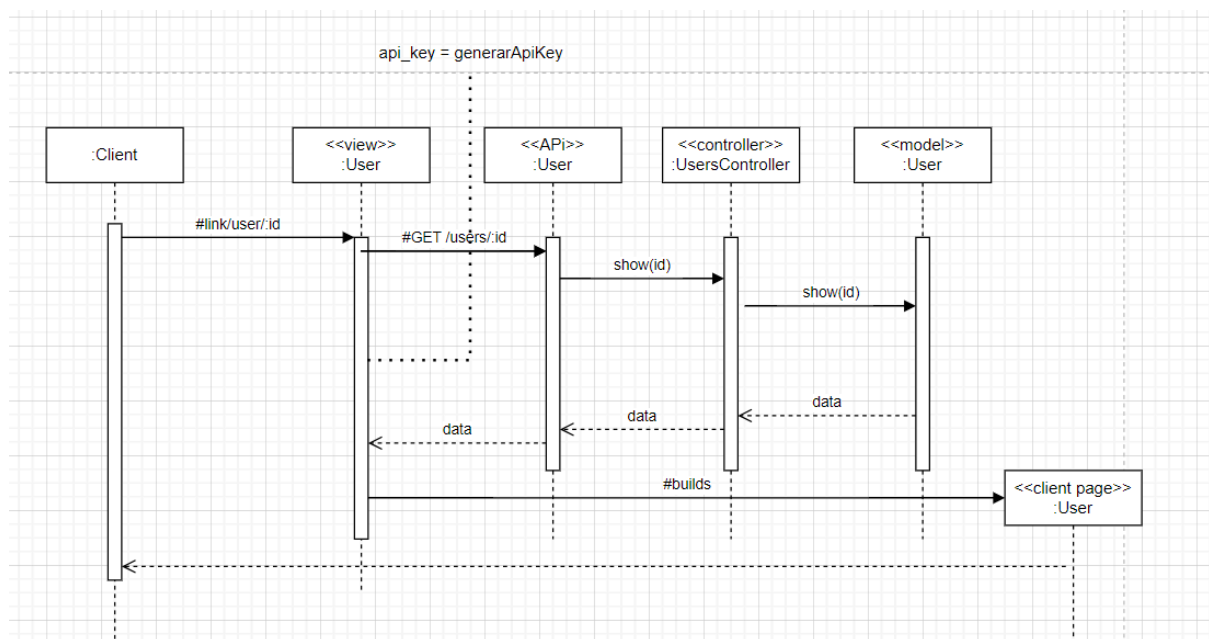 api_key = generarApiKey
:Client
<<view>>
:User
<<APi>>
:User
<<controller>>
:UsersController
<<model>>
:User
#link/user/:id
#GET /users/:id
show(id)
show(id)
data
data
data
#builds
<<client page>>
:User